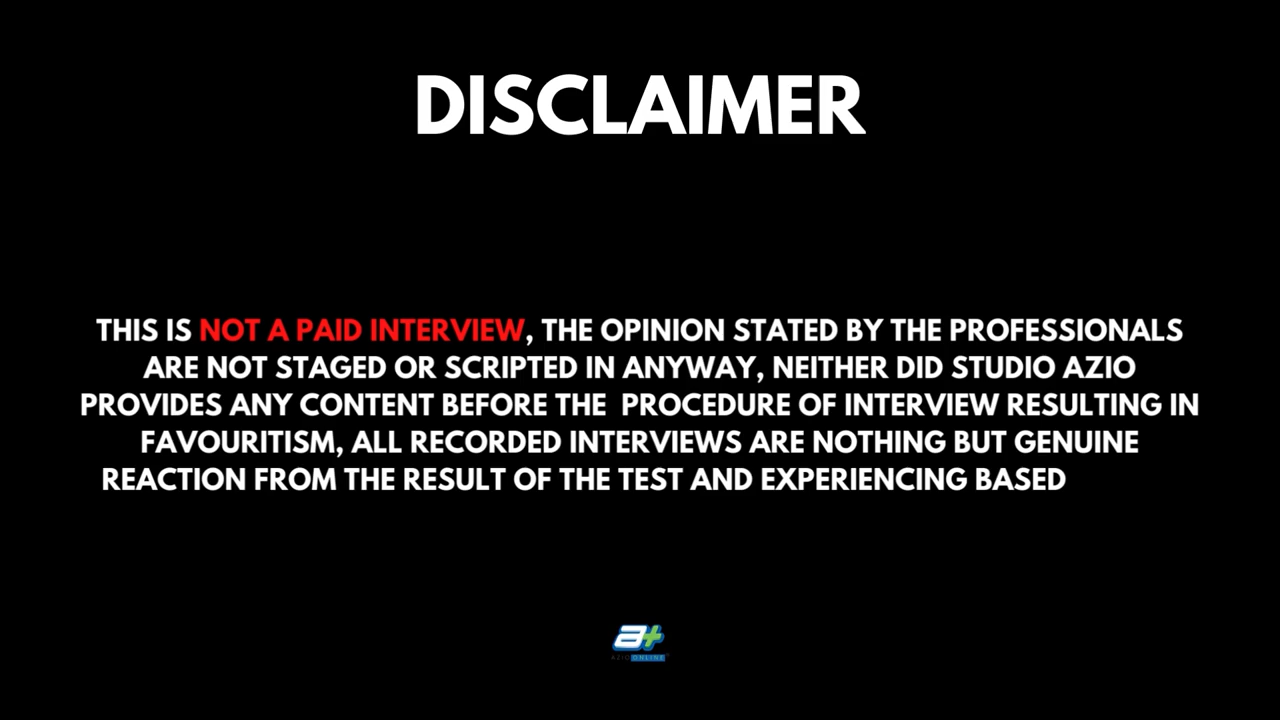 DISCLAIMER
THIS IS NOT A PAID INTERVIEW, THE OPINION STATED BY THE PROFESSIONALS
ARE NOT STAGED OR SCRIPTED IN ANYWAY, NEITHER DID STUDIO AZIO
PROVIDES ANY CONTENT BEFORE THE PROCEDURE OF INTERVIEW RESULTING IN
FAVOURITISM, ALL RECORDED INTERVIEWS ARE NOTHING BUT GENUINE
REACTION FROM THE RESULT OF THE TEST AND EXPERIENCING BASED
a+
AZIO ONLINE